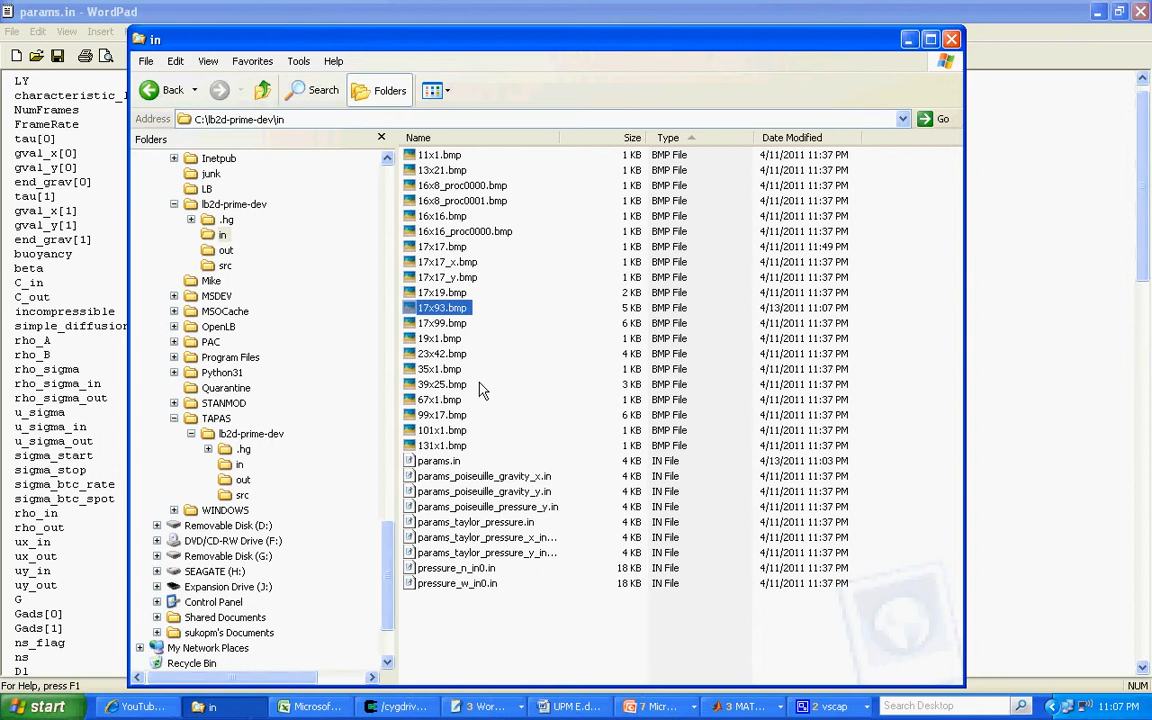 params.in - WordPad
File Edit View Insert
LY
characteristic_l
NumFrames
FrameRate
tau[0]
gval_x[0]
gval_y[0]
end_grav[0]
tau[1]
gval_x[1]
gval_y[1]
end_grav[1]
buoyancy
beta
C_in
C_out
incompressible
simple_diffusion
rho_A
rho_B
rho_sigma
rho_sigma_in
rho_sigma_out
u_sigma
u_sigma_in
u_sigma_out
sigma_start
sigma_stop
sigma_btc_rate
sigma_btc_spot
rho_in
rho_out
ux_in
ux_out
uy_in
uy_out
G
Gads[0]
Gads[1]
ns_flag
ns
D1
For Help, press F1
NUM
in
File Edit View Favorites Tools Help
Back Search Folders
Address C:\lb2d-prime-dev\in Go
Folders
Inetpub
junk
LB
lb2d-prime-dev
.hg
in
out
src
Mike
MSDEV
MSOCache
OpenLB
PAC
Program Files
Python31
Quarantine
STANMOD
TAPAS
lb2d-prime-dev
.hg
in
out
src
WINDOWS
Removable Disk (D:)
DVD/CD-RW Drive (F:)
Removable Disk (G:)
SEAGATE (H:)
Expansion Drive (J:)
Control Panel
Shared Documents
sukopm's Documents
My Network Places
Recycle Bin
Name Size Type Date Modified
11x1.bmp 1 KB BMP File 4/11/2011 11:37 PM
13x21.bmp 1 KB BMP File 4/11/2011 11:37 PM
16x8_proc0000.bmp 1 KB BMP File 4/11/2011 11:37 PM
16x8_proc0001.bmp 1 KB BMP File 4/11/2011 11:37 PM
16x16.bmp 1 KB BMP File 4/11/2011 11:37 PM
16x16_proc0000.bmp 1 KB BMP File 4/11/2011 11:37 PM
17x17.bmp 1 KB BMP File 4/11/2011 11:49 PM
17x17_x.bmp 1 KB BMP File 4/11/2011 11:37 PM
17x17_y.bmp 1 KB BMP File 4/11/2011 11:37 PM
17x19.bmp 2 KB BMP File 4/11/2011 11:37 PM
17x93.bmp 5 KB BMP File 4/13/2011 11:07 PM
17x99.bmp 6 KB BMP File 4/11/2011 11:37 PM
19x1.bmp 1 KB BMP File 4/11/2011 11:37 PM
23x42.bmp 4 KB BMP File 4/11/2011 11:37 PM
35x1.bmp 1 KB BMP File 4/11/2011 11:37 PM
39x25.bmp 3 KB BMP File 4/11/2011 11:37 PM
67x1.bmp 1 KB BMP File 4/11/2011 11:37 PM
99x17.bmp 6 KB BMP File 4/11/2011 11:37 PM
101x1.bmp 1 KB BMP File 4/11/2011 11:37 PM
131x1.bmp 1 KB BMP File 4/11/2011 11:37 PM
params.in 4 KB IN File 4/13/2011 11:03 PM
params_poiseuille_gravity_x.in 4 KB IN File 4/11/2011 11:37 PM
params_poiseuille_gravity_y.in 4 KB IN File 4/11/2011 11:37 PM
params_poiseuille_pressure_y.in 4 KB IN File 4/11/2011 11:37 PM
params_taylor_pressure.in 4 KB IN File 4/11/2011 11:37 PM
params_taylor_pressure_x_in... 4 KB IN File 4/11/2011 11:37 PM
params_taylor_pressure_y_in... 4 KB IN File 4/11/2011 11:37 PM
pressure_n_in0.in 18 KB IN File 4/11/2011 11:37 PM
pressure_w_in0.in 18 KB IN File 4/11/2011 11:37 PM
start YouTub... in Microsof... /cygdriv... 3 Wor... UPM E.d... 7 Micr... 3 MAT... 2 vscap Search Desktop 11:07 PM